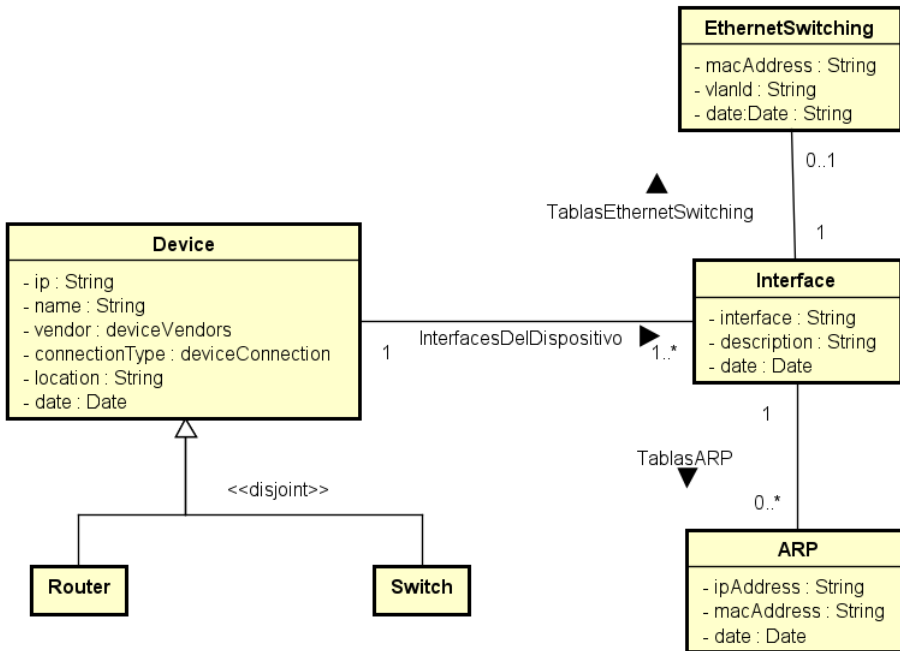 EthernetSwitching
- macAddress : String
- vlanId : String
- date:Date : String
0..1
TablasEthernetSwitching
1
Device
- ip : String
- name : String
- vendor : deviceVendors
- connectionType : deviceConnection
- location : String
- date : Date
InterfacesDelDispositivo
1
1..*
Interface
- interface : String
- description : String
- date : Date
1
TablasARP
0..*
<<disjoint>>
Router
Switch
ARP
- ipAddress : String
- macAddress : String
- date : Date